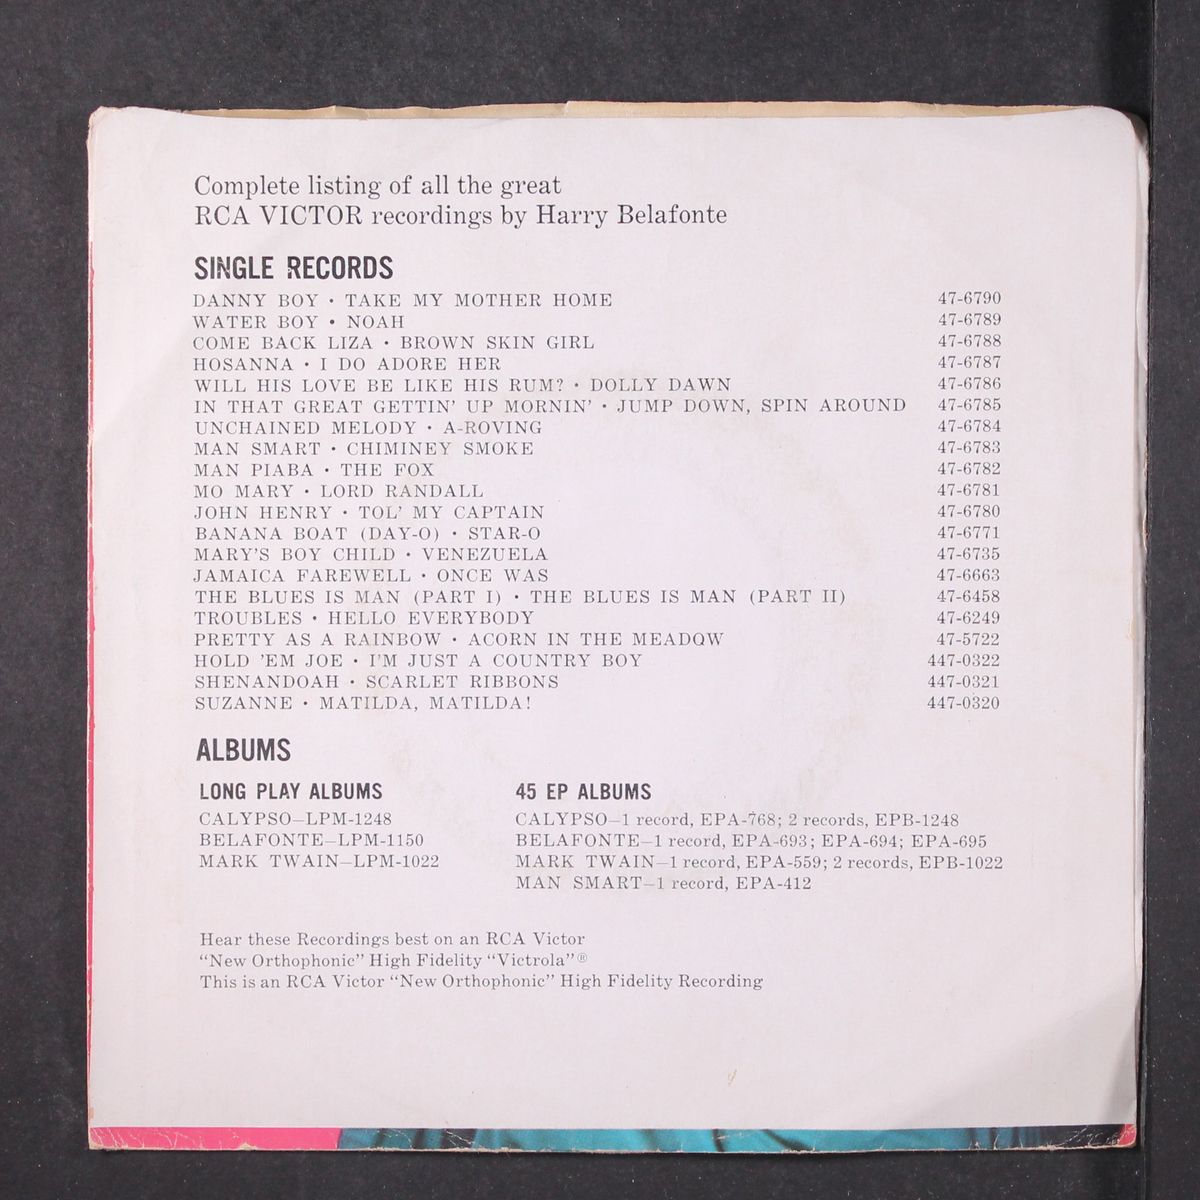 Complete listing of all the great
RCA VICTOR recordings by Harry Belafonte
SINGLE RECORDS
DANNY BOY • TAKE MY MOTHER HOME 47-6790
WATER BOY • NOAH 47-6789
COME BACK LIZA • BROWN SKIN GIRL 47-6788
HOSANNA • I DO ADORE HER 47-6787
WILL HIS LOVE BE LIKE HIS RUM? • DOLLY DAWN 47-6786
IN THAT GREAT GETTIN' UP MORNIN' • JUMP DOWN, SPIN AROUND 47-6785
UNCHAINED MELODY • A-ROVING 47-6784
MAN SMART • CHIMINEY SMOKE 47-6783
MAN PIABA • THE FOX 47-6782
MO MARY • LORD RANDALL 47-6781
JOHN HENRY • TOL' MY CAPTAIN 47-6780
BANANA BOAT (DAY-O) • STAR-O 47-6771
MARY'S BOY CHILD • VENEZUELA 47-6735
JAMAICA FAREWELL • ONCE WAS 47-6663
THE BLUES IS MAN (PART I) • THE BLUES IS MAN (PART II) 47-6458
TROUBLES • HELLO EVERYBODY 47-6249
PRETTY AS A RAINBOW • ACORN IN THE MEADOW 47-5722
HOLD 'EM JOE • I'M JUST A COUNTRY BOY 447-0322
SHENANDOAH • SCARLET RIBBONS 447-0321
SUZANNE • MATILDA, MATILDA! 447-0320
ALBUMS
LONG PLAY ALBUMS
CALYPSO—LPM-1248
BELAFONTE—LPM-1150
MARK TWAIN—LPM-1022
45 EP ALBUMS
CALYPSO—1 record, EPA-768; 2 records, EPB-1248
BELAFONTE—1 record, EPA-693; EPA-694; EPA-695
MARK TWAIN—1 record, EPA-559; 2 records, EPB-1022
MAN SMART—1 record, EPA-412
Hear these Recordings best on an RCA Victor
"New Orthophonic" High Fidelity "Victrola"®
This is an RCA Victor "New Orthophonic" High Fidelity Recording